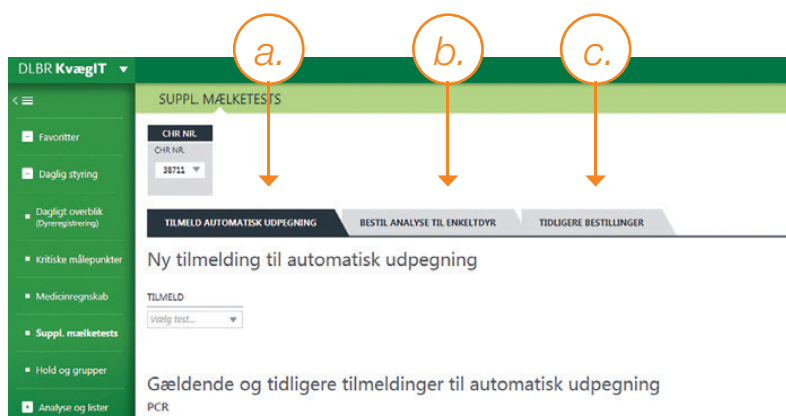 a.
b.
c.
DLBR KvægIT
SUPPL. MÆLKETESTS
Favoritter
Daglig styring
Dagligt overblik
(Dyreregistrering)
Kritiske målepunkter
Medicinregnskab
Suppl. mælketests
Hold og grupper
Analyse og lister
CHR NR.
CHR NR.
38711
TILMELD AUTOMATISK UDPEGNING
BESTIL ANALYSE TIL ENKELTDYR
TIDLIGERE BESTILLINGER
Ny tilmelding til automatisk udpegning
TILMELD
Vælg test...
Gældende og tidligere tilmeldinger til automatisk udpegning
PCR